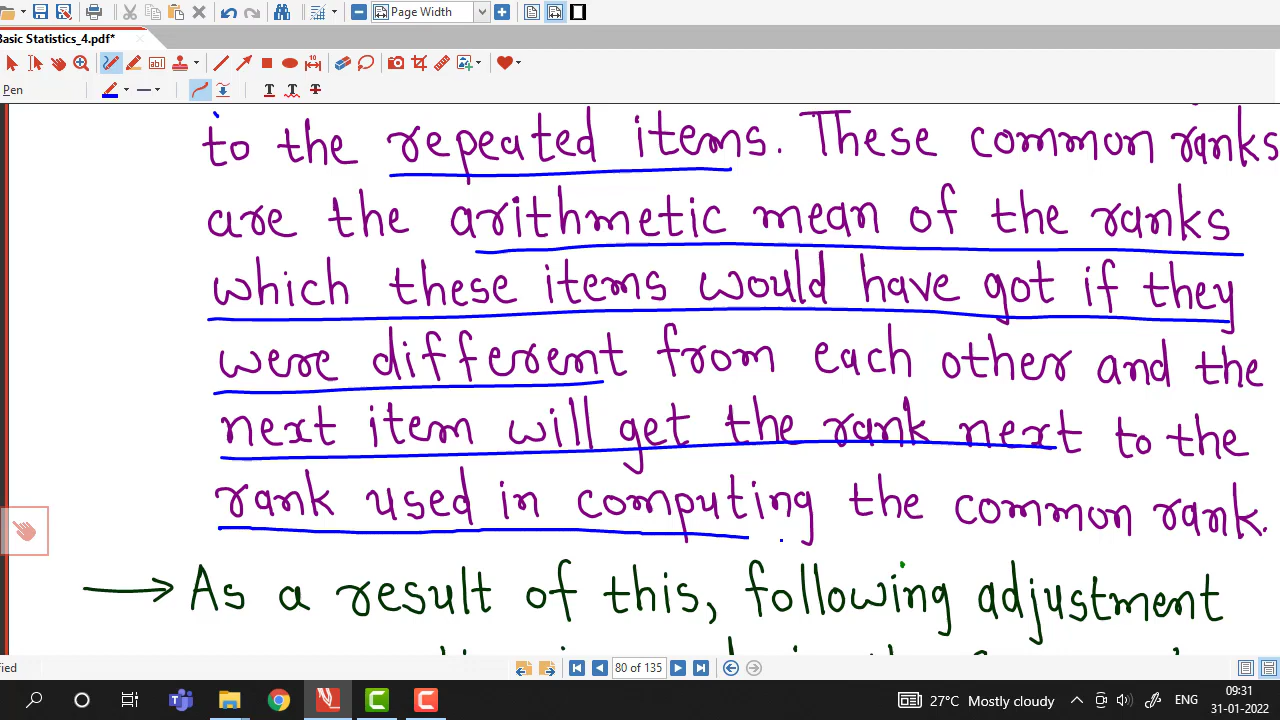 Page Width
Basic Statistics_4.pdf*
Pen
to the repeated items. These common ranks
are the arithmetic mean of the ranks
which these items would have got if they
were different from each other and the
next item will get the rank next to the
rank used in computing the common rank.
→ As a result of this, following adjustment
fied
80 of 135
27°C Mostly cloudy
ENG
09:31
31-01-2022